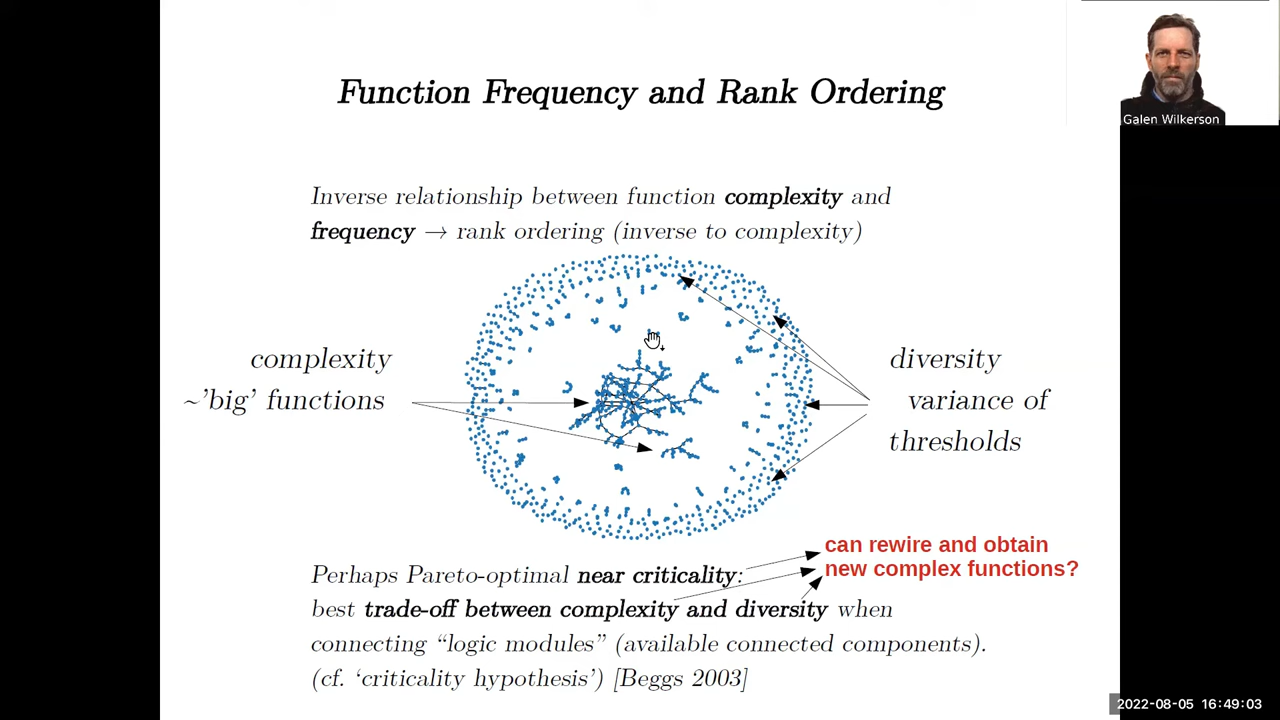 Function Frequency and Rank Ordering
Galen Wilkerson
Inverse relationship between function complexity and
frequency → rank ordering (inverse to complexity)
complexity
~'big' functions
diversity
variance of
thresholds
can rewire and obtain
new complex functions?
Perhaps Pareto-optimal near criticality:
best trade-off between complexity and diversity when
connecting “logic modules” (available connected components).
(cf. ‘criticality hypothesis’) [Beggs 2003]
2022-08-05 16:49:03